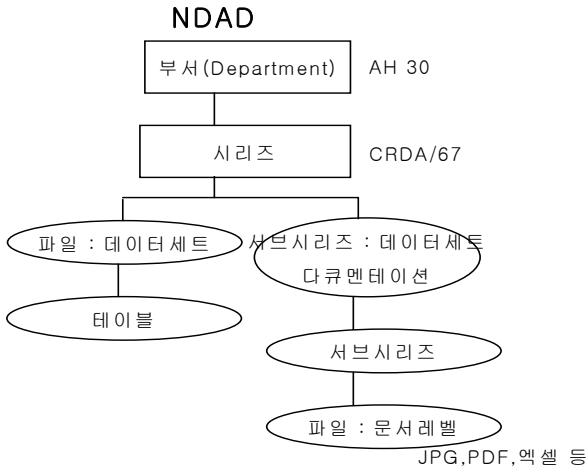 NDAD
부서(Department) AH 30
시리즈 CRDA/67
파일 : 데이터세트 서브시리즈 : 데이터세트
다큐멘테이션
테이블
서브시리즈
파일 : 문서레벨
JPG,PDF,엑셀 등